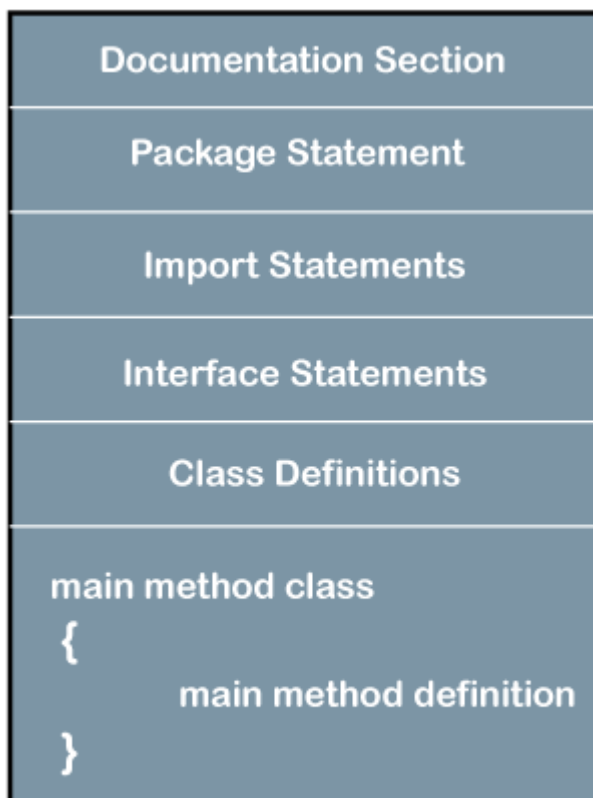 Documentation Section
Package Statement
Import Statements
Interface Statements
Class Definitions
main method class
{
main method definition
}